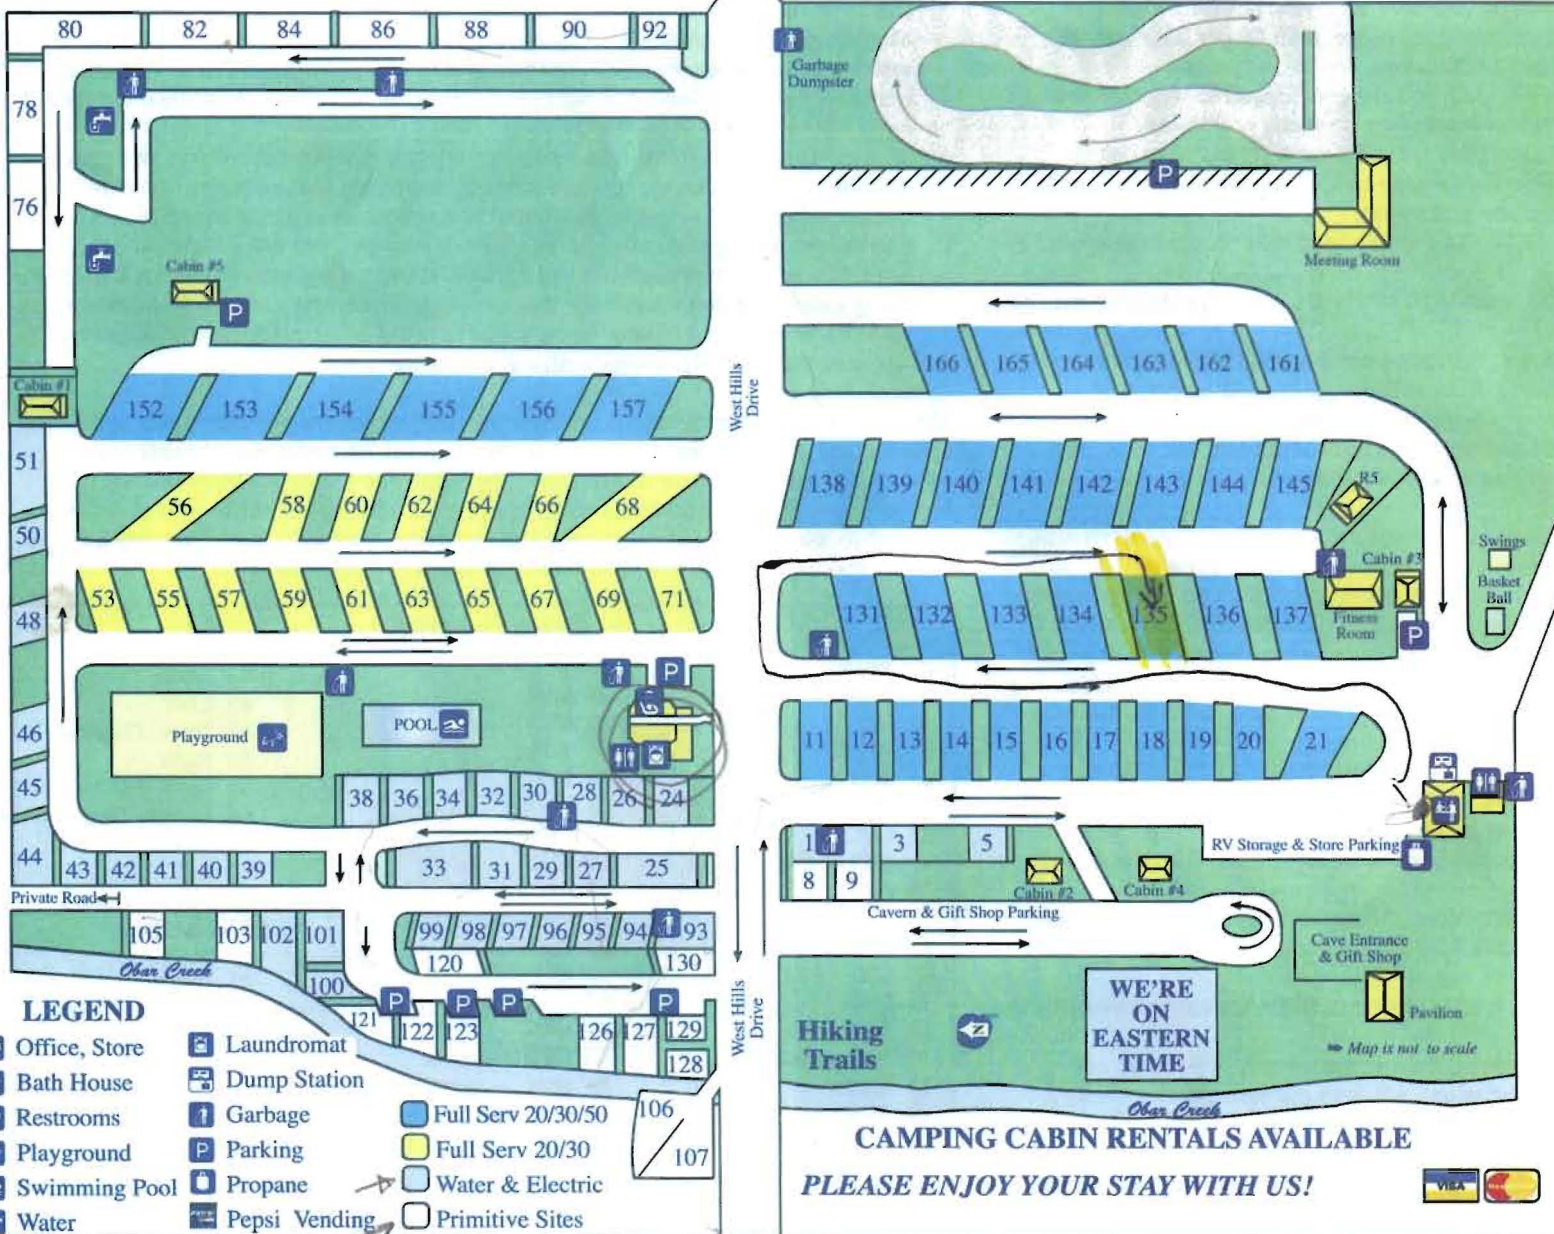 80 82 84 86 88 90 92
78
76
Cabin #5
P
Cabin #1
152 153 154 155 156 157
51
56 58 60 62 64 66 68
50
53 55 57 59 61 63 65 67 69 71
48
P
Playground
POOL
46
45
38 36 34 32 30 28 26 24
44 43 42 41 40 39
33 31 29 27 25
Private Road
105 103 102 101
99 98 97 96 95 94 93
120 130
Obar Creek
100
P P P P
121 122 123 126 127 129
128
106
107
West Hills
Drive
West Hills
Drive
LEGEND
Office, Store
Bath House
Restrooms
Playground
Swimming Pool
Water
Laundromat
Dump Station
Garbage
P Parking
Propane
Pepsi Vending
Full Serv 20/30/50
Full Serv 20/30
Water & Electric
Primitive Sites
Garbage
Dumpster
P
Meeting Room
166 165 164 163 162 161
138 139 140 141 142 143 144 145
R5
Swings
Basket
Ball
Cabin #3
131 132 133 134 135 136 137
Fitness
Room
P
11 12 13 14 15 16 17 18 19 20 21
1 3 5
8 9
RV Storage & Store Parking
Cabin #2
Cabin #4
Cavern & Gift Shop Parking
Cave Entrance
& Gift Shop
Pavilion
WE'RE
ON
EASTERN
TIME
Hiking
Trails
N
Map is not to scale
Obar Creek
CAMPING CABIN RENTALS AVAILABLE
PLEASE ENJOY YOUR STAY WITH US!
VISA